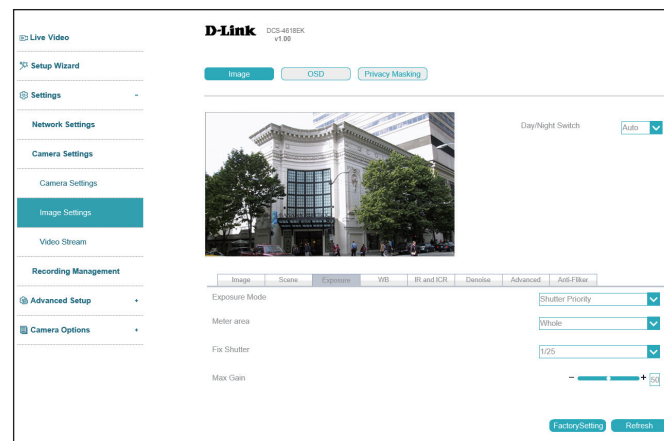 D-Link DCS-4618EK
v1.00
Live Video
Setup Wizard
Settings -
Network Settings
Camera Settings
Camera Settings
Image Settings
Video Stream
Recording Management
Advanced Setup +
Camera Options +
Image OSD Privacy Masking
Day/Night Switch Auto
Image Scene Exposure WB IR and ICR Denoise Advanced Anti-Fliker
Exposure Mode Shutter Priority
Meter area Whole
Fix Shutter 1/25
Max Gain - + 50
FactorySetting Refresh